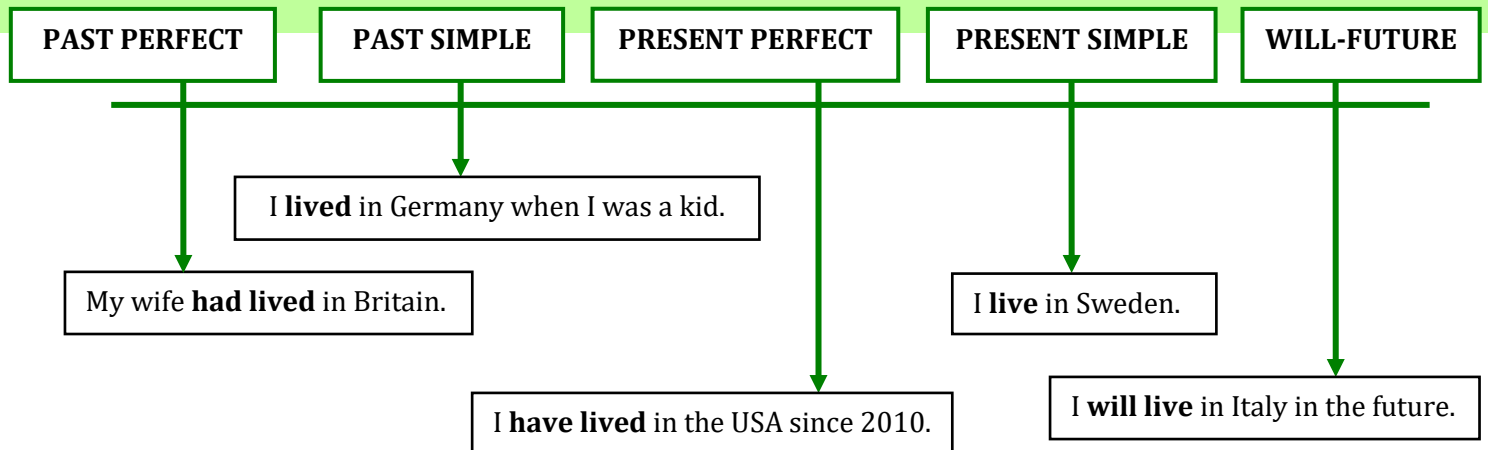 PAST PERFECT
PAST SIMPLE
PRESENT PERFECT
PRESENT SIMPLE
WILL-FUTURE
I lived in Germany when I was a kid.
My wife had lived in Britain.
I live in Sweden.
I have lived in the USA since 2010.
I will live in Italy in the future.